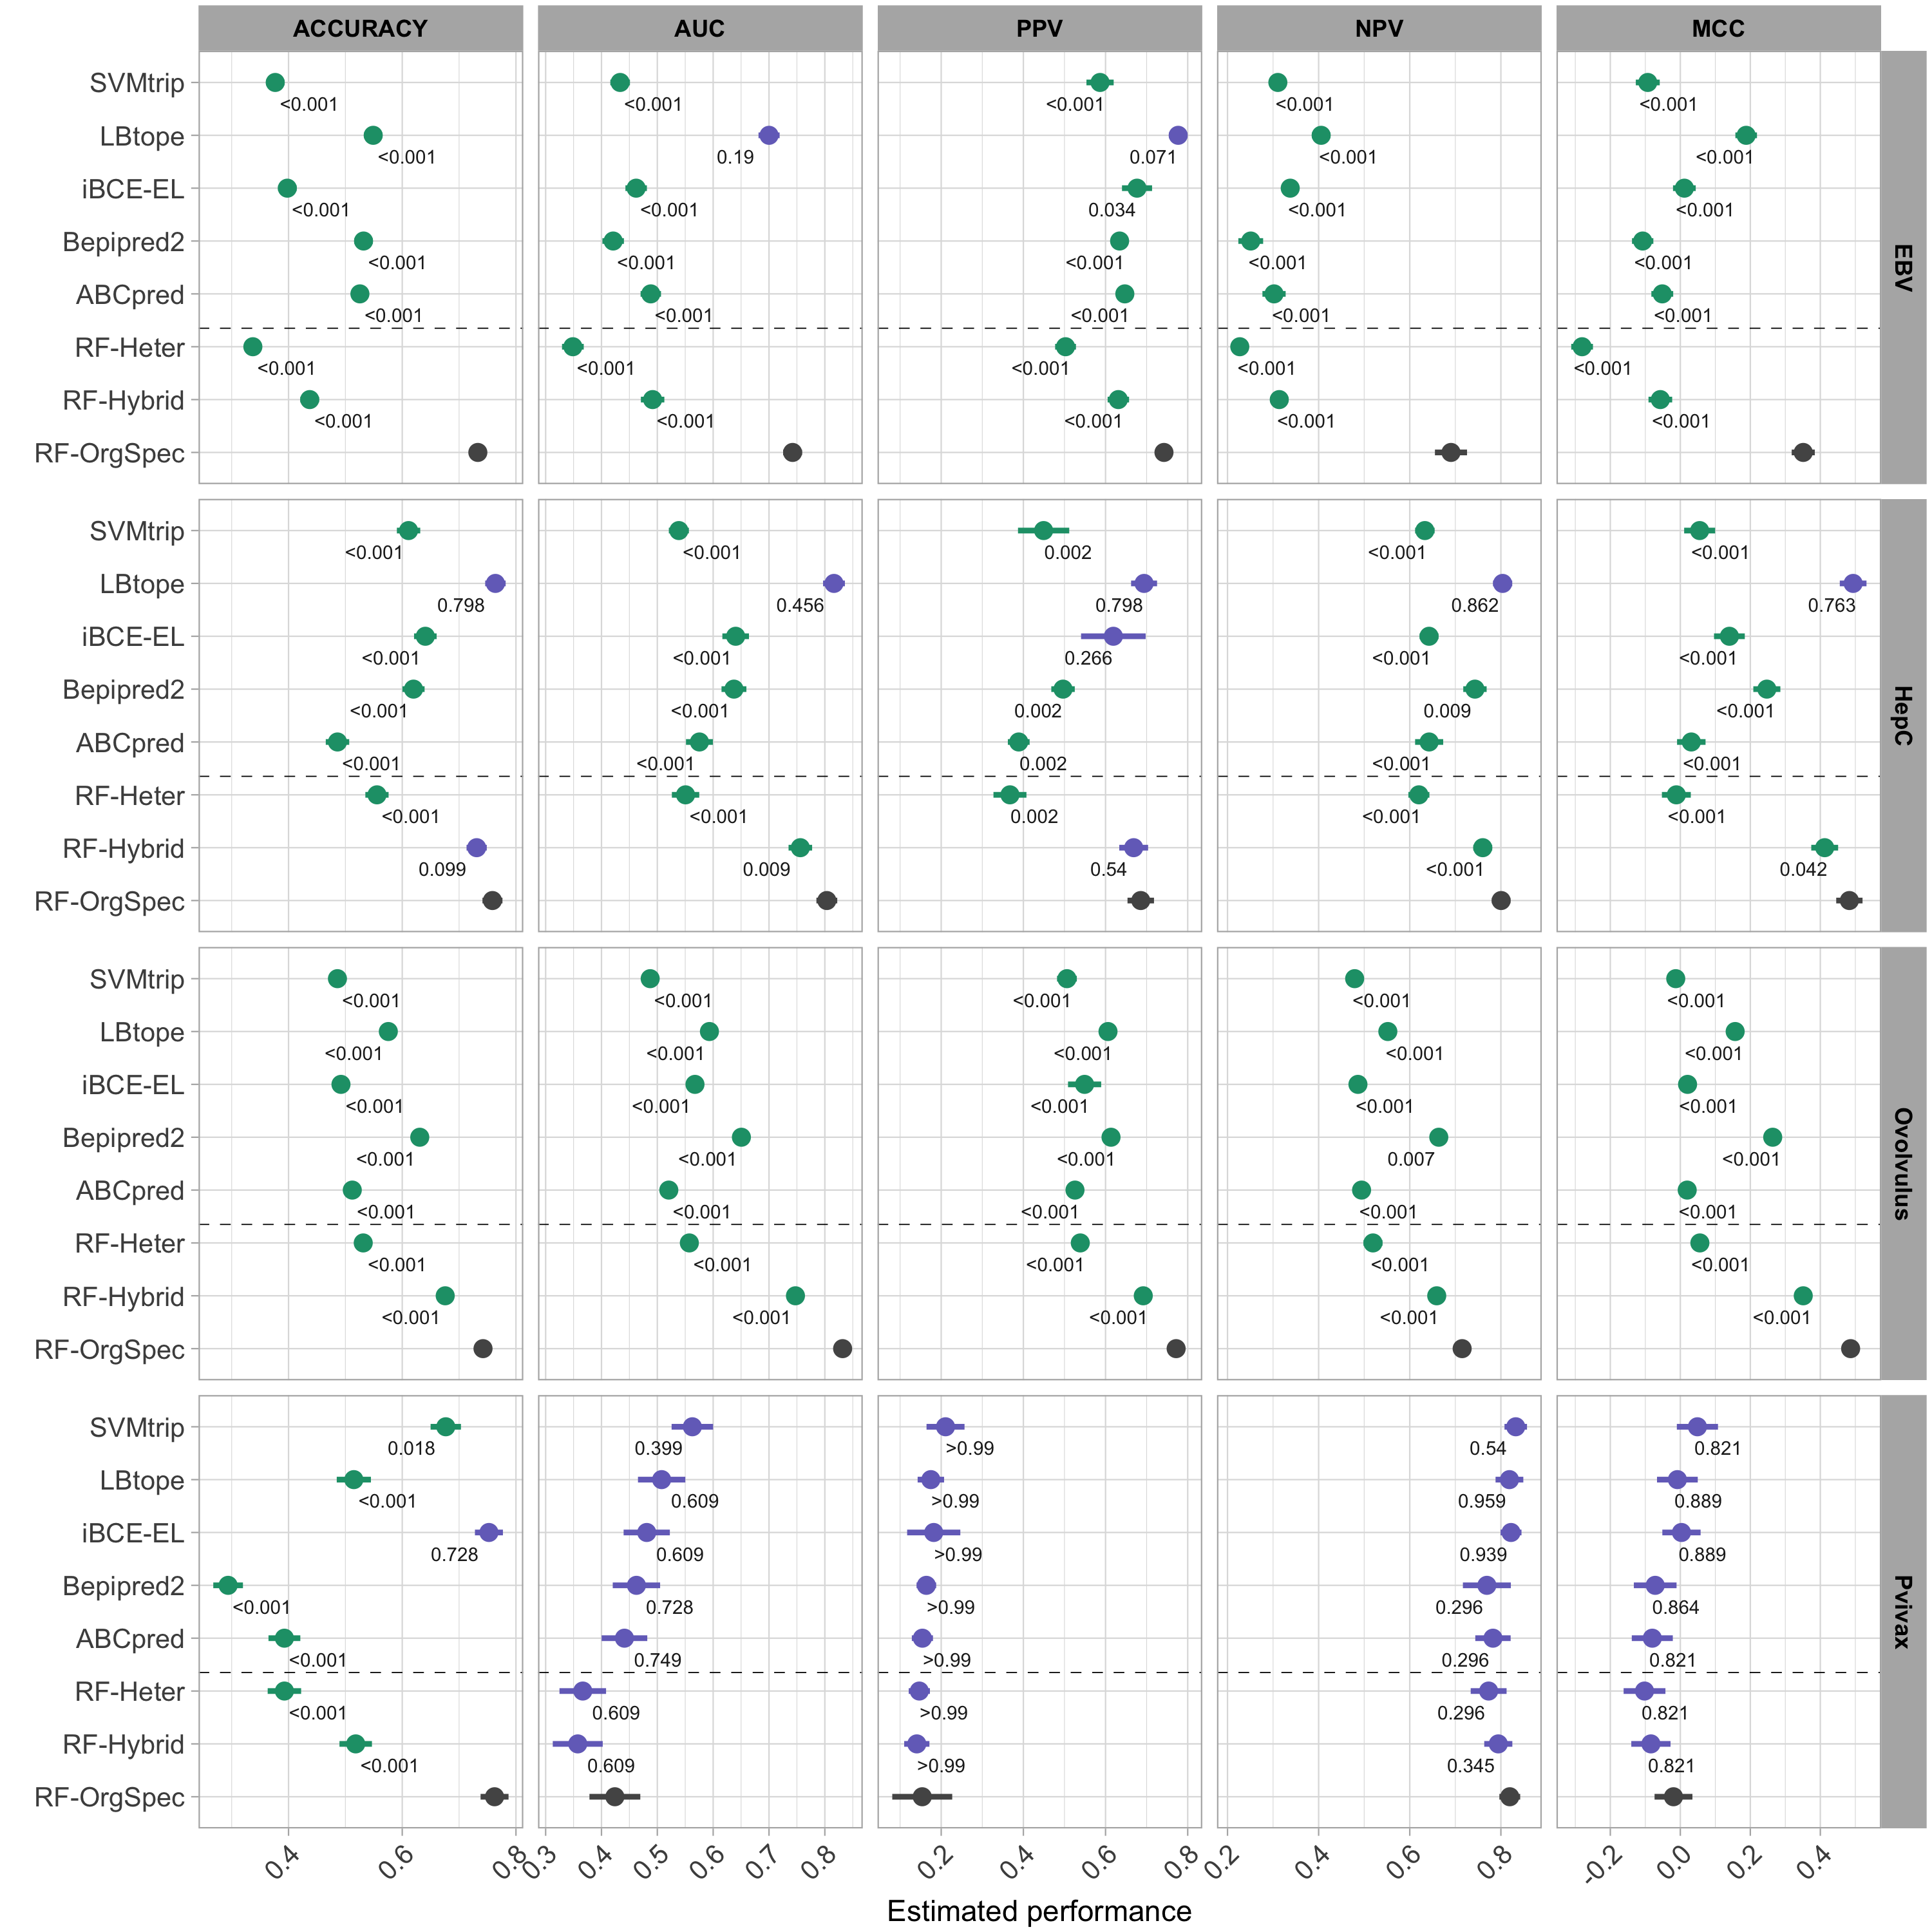 ACCURACY AUC PPV NPV MCC
SVMtrip
<0.001 <0.001 <0.001 <0.001 <0.001
LBtope
<0.001 0.19 0.071 <0.001 <0.001
iBCE-EL
<0.001 <0.001 0.034 <0.001 <0.001
Bepipred2
<0.001 <0.001 <0.001 <0.001 <0.001
ABCpred
<0.001 <0.001 <0.001 <0.001 <0.001
RF-Heter
<0.001 <0.001 <0.001 <0.001 <0.001
RF-Hybrid
<0.001 <0.001 <0.001 <0.001 <0.001
RF-OrgSpec
EBV
SVMtrip
<0.001 <0.001 0.002 <0.001 <0.001
LBtope
0.798 0.456 0.798 0.862 0.763
iBCE-EL
<0.001 <0.001 0.266 <0.001 <0.001
Bepipred2
<0.001 <0.001 0.002 0.009 <0.001
ABCpred
<0.001 <0.001 0.002 <0.001 <0.001
RF-Heter
<0.001 <0.001 0.002 <0.001 <0.001
RF-Hybrid
0.099 0.009 0.54 <0.001 0.042
RF-OrgSpec
HepC
SVMtrip
<0.001 <0.001 <0.001 <0.001 <0.001
LBtope
<0.001 <0.001 <0.001 <0.001 <0.001
iBCE-EL
<0.001 <0.001 <0.001 <0.001 <0.001
Bepipred2
<0.001 <0.001 <0.001 0.007 <0.001
ABCpred
<0.001 <0.001 <0.001 <0.001 <0.001
RF-Heter
<0.001 <0.001 <0.001 <0.001 <0.001
RF-Hybrid
<0.001 <0.001 <0.001 <0.001 <0.001
RF-OrgSpec
Ovolvulus
SVMtrip
0.018 0.399 >0.99 0.54 0.821
LBtope
<0.001 0.609 >0.99 0.959 0.889
iBCE-EL
0.728 0.609 >0.99 0.939 0.889
Bepipred2
<0.001 0.728 >0.99 0.296 0.864
ABCpred
<0.001 0.749 >0.99 0.296 0.821
RF-Heter
<0.001 0.609 >0.99 0.296 0.821
RF-Hybrid
<0.001 0.609 >0.99 0.345 0.821
RF-OrgSpec
Pvivax
0.4 0.6 0.8 0.3 0.4 0.5 0.6 0.7 0.8 0.2 0.4 0.6 0.8 0.2 0.4 0.6 0.8 -0.2 0.0 0.2 0.4
Estimated performance